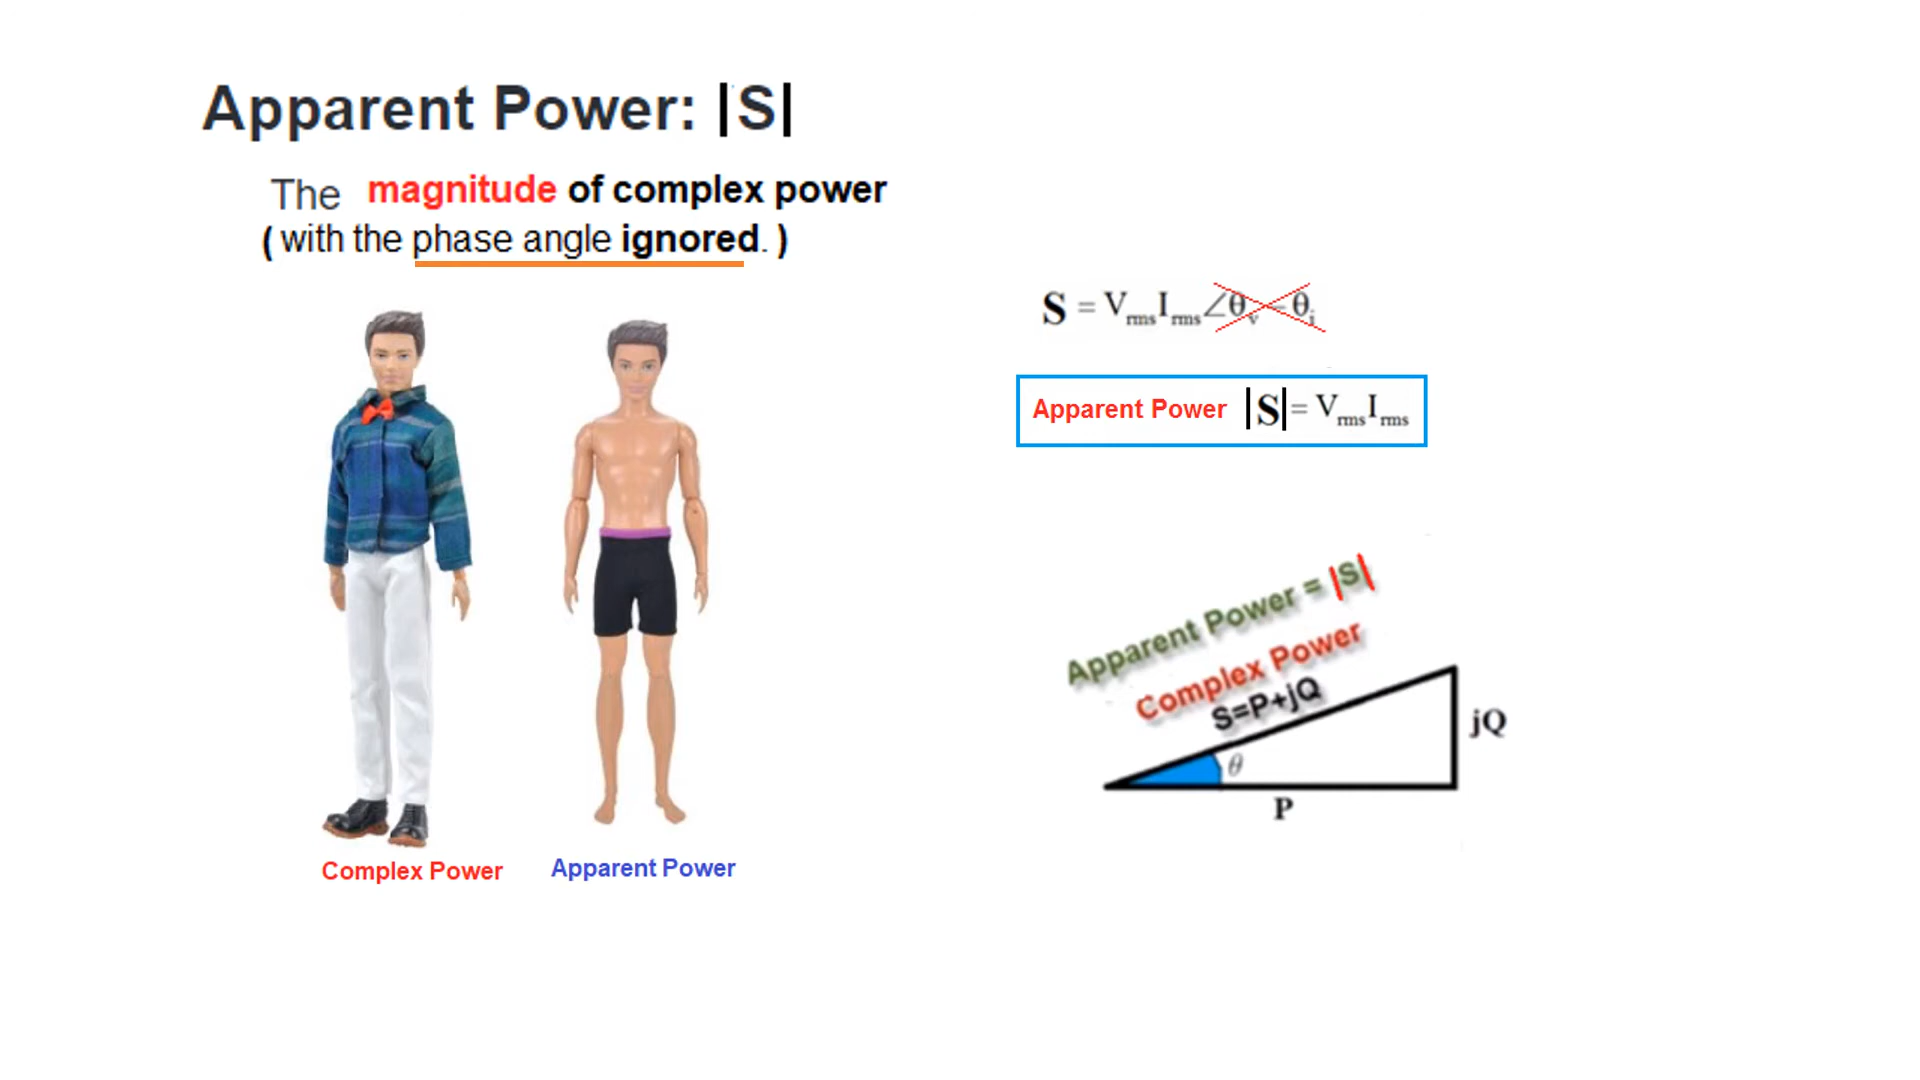 Apparent Power: |S|
The magnitude of complex power
( with the phase angle ignored. )
S = VrmsIrms∠θv − θi
Apparent Power |S| = VrmsIrms
Apparent Power = |S|
Complex Power
S=P+jQ
jQ
θ
P
Complex Power
Apparent Power